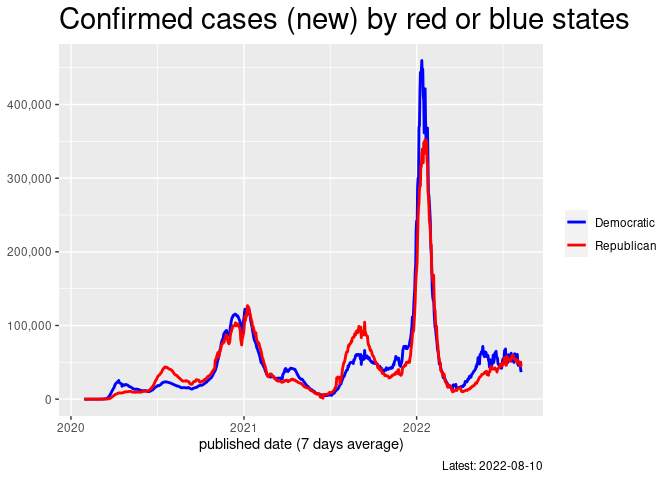 Confirmed cases (new) by red or blue states
400,000
300,000
200,000
100,000
0
2020
2021
2022
published date (7 days average)
Democratic
Republican
Latest: 2022-08-10